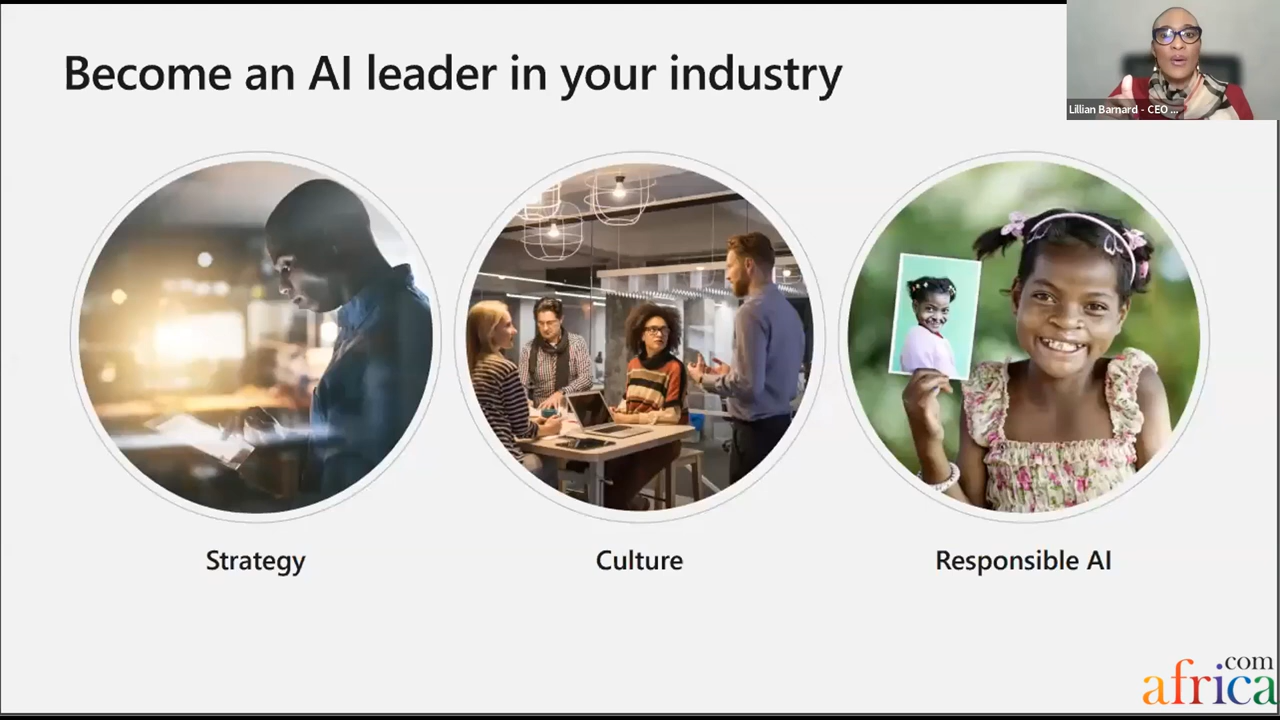 Become an AI leader in your industry
Lillian Barnard - CEO ...
Strategy
Culture
Responsible AI
.com
africa